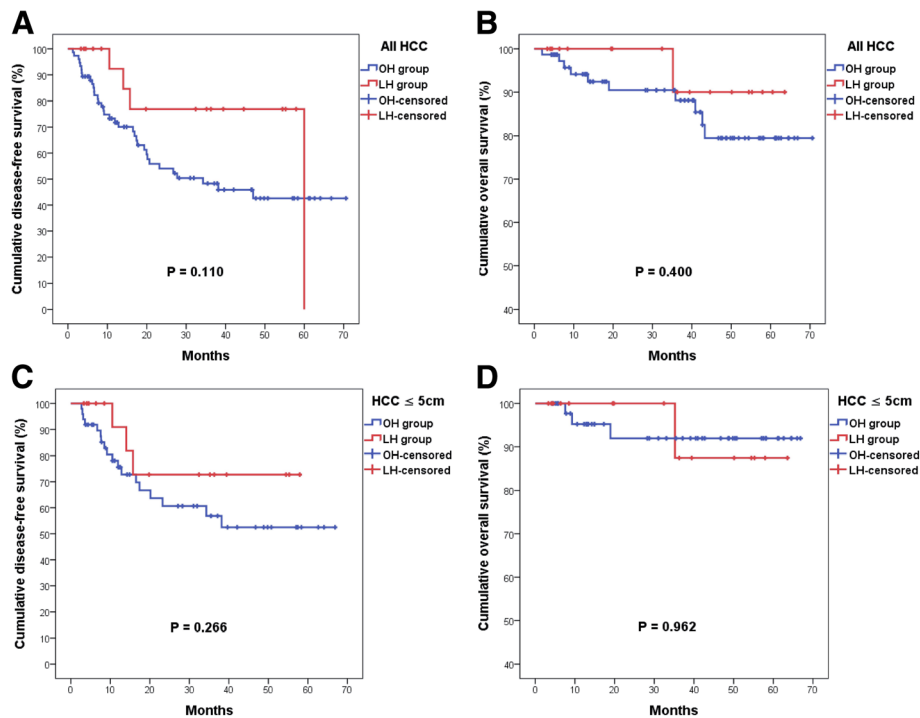 A
All HCC
OH group
LH group
OH-censored
LH-censored
Cumulative disease-free survival (%)
100
90
80
70
60
50
40
30
20
10
0
P = 0.110
0 10 20 30 40 50 60 70
Months
B
All HCC
OH group
LH group
OH-censored
LH-censored
Cumulative overall survival (%)
100
90
80
70
60
50
40
P = 0.400
0 10 20 30 40 50 60 70
Months
C
HCC ≤ 5cm
OH group
LH group
OH-censored
LH-censored
Cumulative disease-free survival (%)
100
90
80
70
60
50
40
30
20
10
0
P = 0.266
0 10 20 30 40 50 60 70
Months
D
HCC ≤ 5cm
OH group
LH group
OH-censored
LH-censored
Cumulative overall survival (%)
100
90
80
70
60
50
40
P = 0.962
0 10 20 30 40 50 60 70
Months